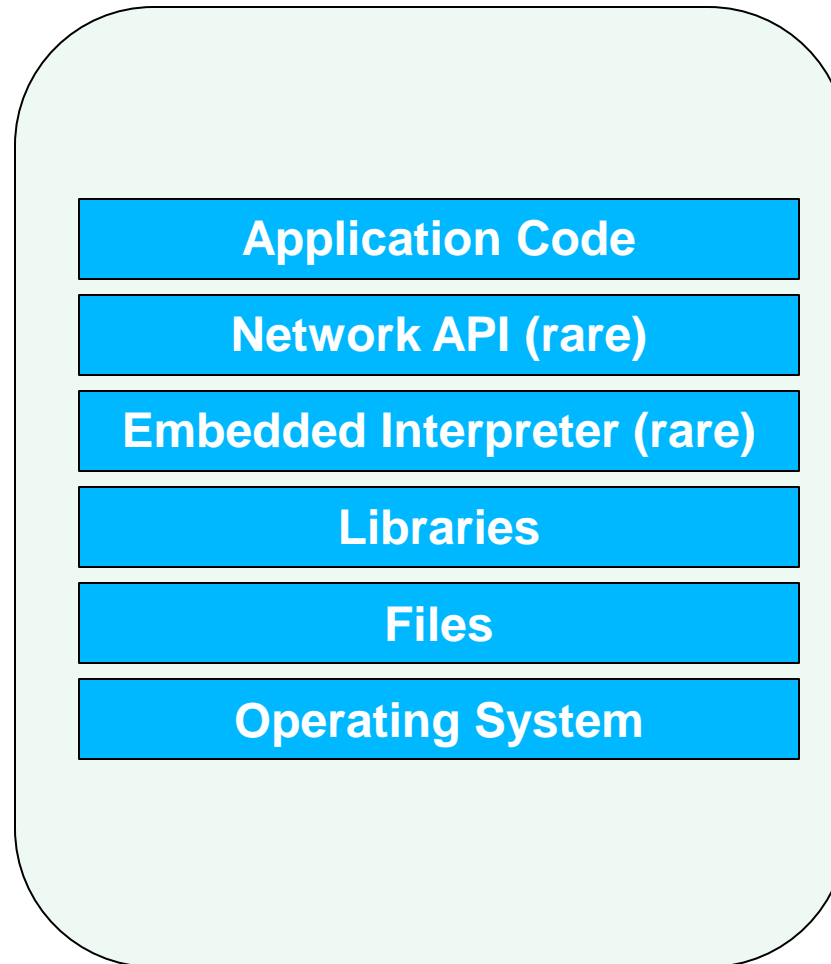 Application Code
Network API (rare)
Embedded Interpreter (rare)
Libraries
Files
Operating System